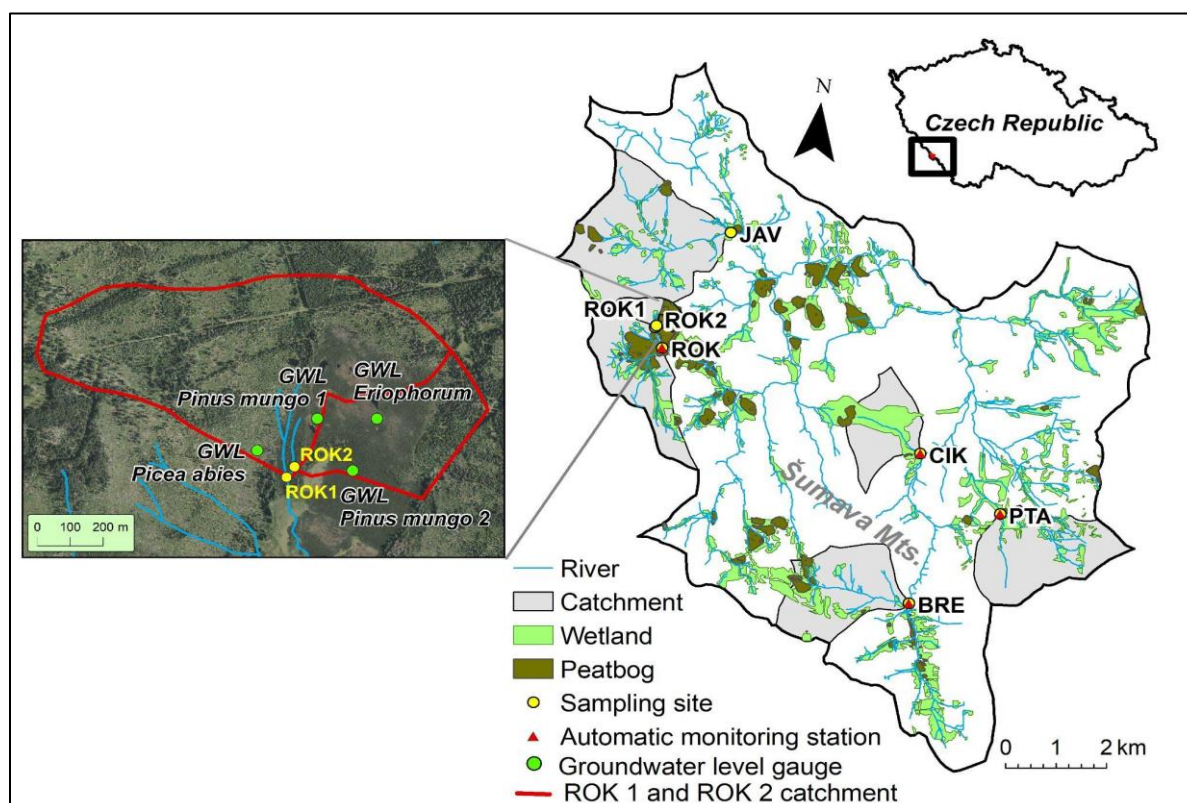 N
Czech Republic
JAV
ROK1
ROK2
ROK
CIK
PTA
BRE
Šumava Mts.
GWL
Pinus mungo 1
GWL
Eriophorum
GWL
Picea abies
ROK2
ROK1
GWL
Pinus mungo 2
0 100 200 m
River
Catchment
Wetland
Peatbog
Sampling site
Automatic monitoring station
Groundwater level gauge
ROK 1 and ROK 2 catchment
0 1 2 km